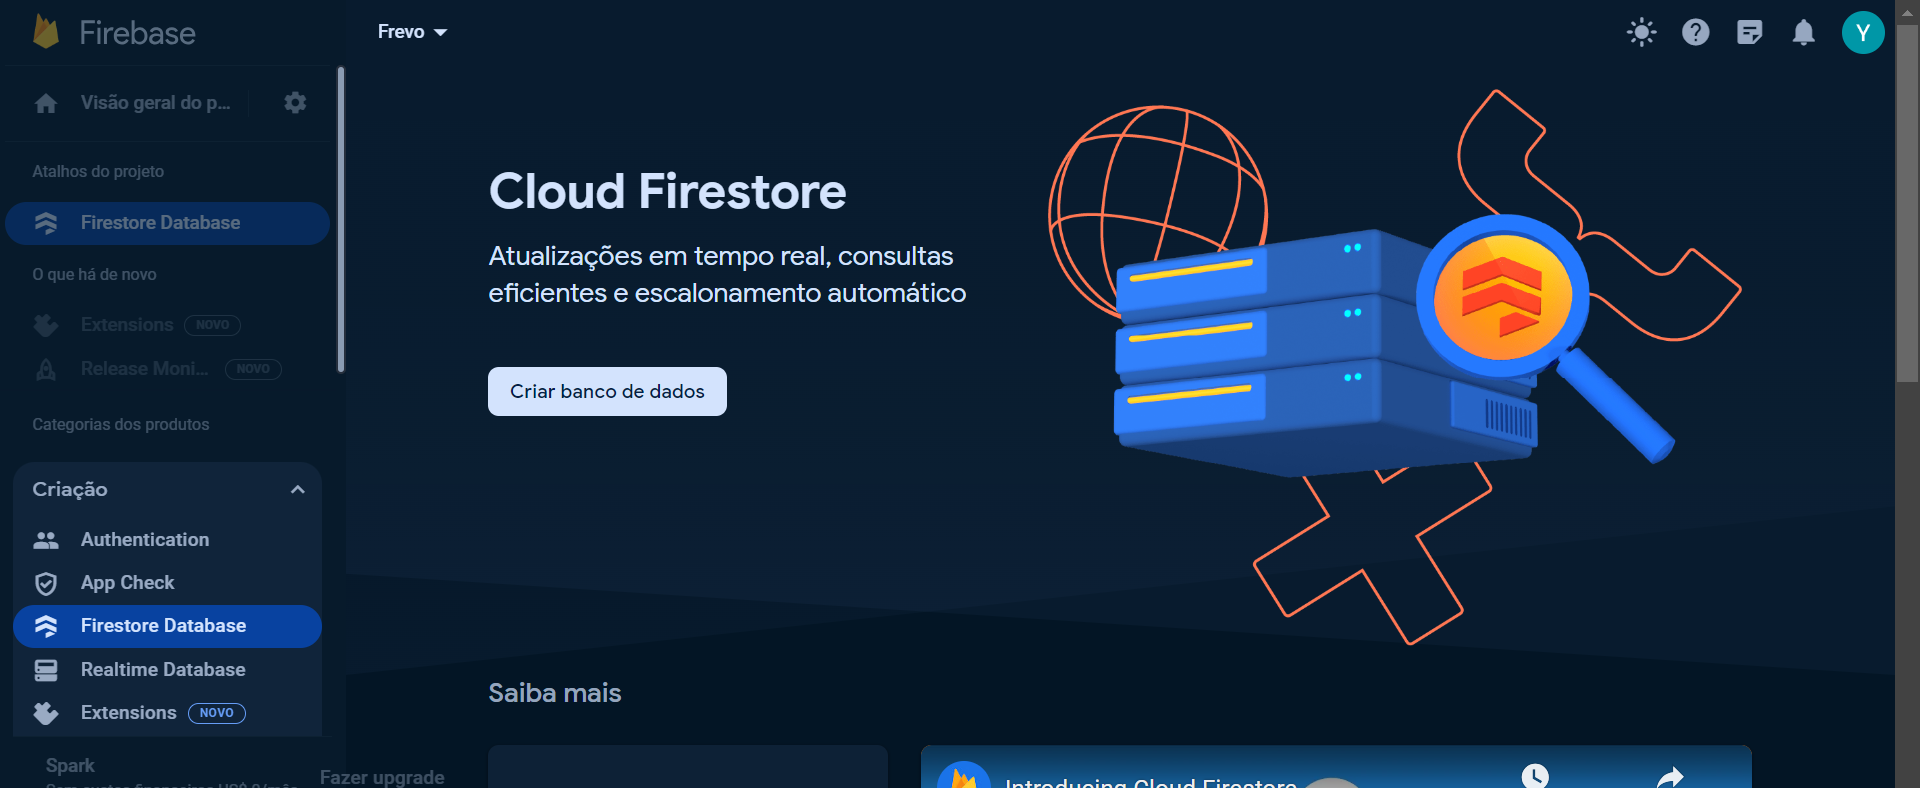 Firebase
Visão geral do p...
Atalhos do projeto
Firestore Database
O que há de novo
Extensions NOVO
Release Moni... NOVO
Categorias dos produtos
Criação
Authentication
App Check
Firestore Database
Realtime Database
Extensions NOVO
Spark
Fazer upgrade
Frevo
Y
Cloud Firestore
Atualizações em tempo real, consultas
eficientes e escalonamento automático
Criar banco de dados
Saiba mais
Introducing Cloud Firestore